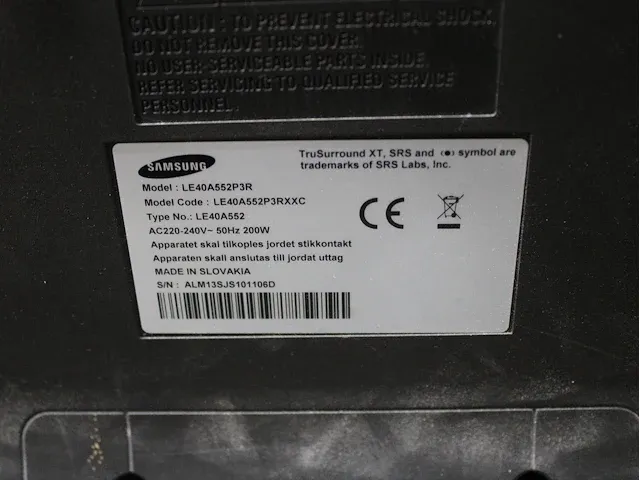 CAUTION : TO PREVENT ELECTRICAL SHOCK,
DO NOT REMOVE THIS COVER.
NO USER-SERVICEABLE PARTS INSIDE.
REFER SERVICING TO QUALIFIED SERVICE
PERSONNEL.
SAMSUNG
TruSurround XT, SRS and symbol are
trademarks of SRS Labs, Inc.
Model : LE40A552P3R
Model Code : LE40A552P3RXXC
Type No.: LE40A552
AC220-240V~ 50Hz 200W
Apparatet skal tilkoples jordet stikkontakt
Apparaten skall anslutas till jordat uttag
MADE IN SLOVAKIA
S/N : ALM13SJS101106D
CE